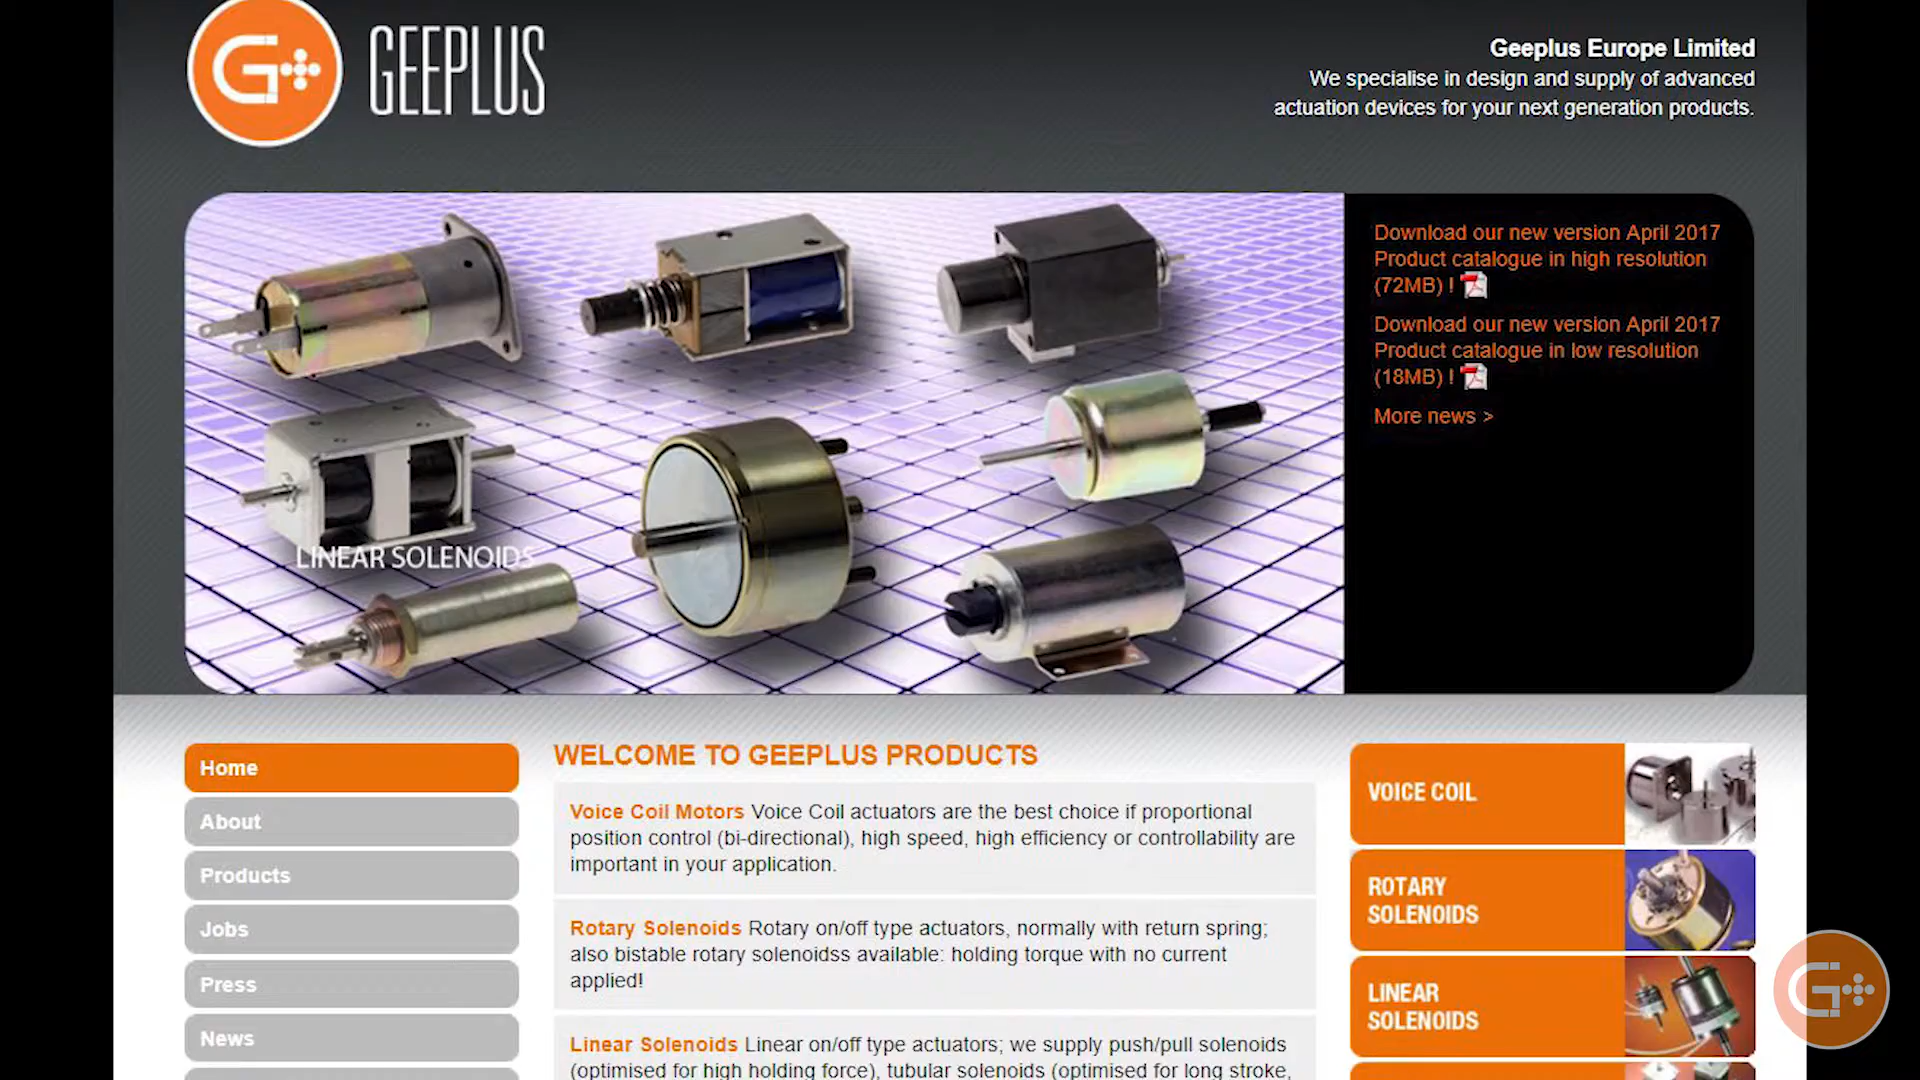 GEEPLUS
Geeplus Europe Limited
We specialise in design and supply of advanced
actuation devices for your next generation products.
Download our new version April 2017
Product catalogue in high resolution
(72MB) !
Download our new version April 2017
Product catalogue in low resolution
(18MB) !
More news >
LINEAR SOLENOIDS
Home
About
Products
Jobs
Press
News
WELCOME TO GEEPLUS PRODUCTS
Voice Coil Motors Voice Coil actuators are the best choice if proportional
position control (bi-directional), high speed, high efficiency or controllability are
important in your application.
Rotary Solenoids Rotary on/off type actuators, normally with return spring;
also bistable rotary solenoidss available: holding torque with no current
applied!
Linear Solenoids Linear on/off type actuators; we supply push/pull solenoids
(optimised for high holding force), tubular solenoids (optimised for long stroke,
VOICE COIL
ROTARY
SOLENOIDS
LINEAR
SOLENOIDS